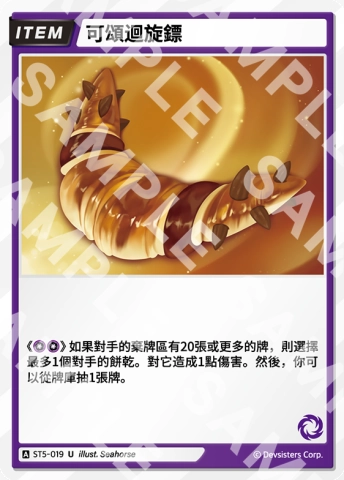 ITEM
可頌迴旋鏢
SAMPLE
《》如果對手的棄牌區有20張或更多的牌，則選擇
最多1個對手的餅乾。對它造成1點傷害。然後，你可
以從牌庫抽1張牌。
A ST5-019 U illust. Seahorse
© Devsisters Corp.